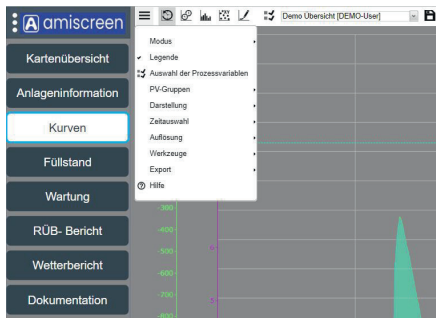 amiscreen
Demo Übersicht [DEMO-User]
Kartenübersicht
Anlageninformation
Kurven
Füllstand
Wartung
RÜB- Bericht
Wetterbericht
Dokumentation
Modus
Legende
Auswahl der Prozessvariablen
PV-Gruppen
Darstellung
Zeitauswahl
Auflösung
Werkzeuge
Export
Hilfe
-300
-400
-500
-600
-700
-800